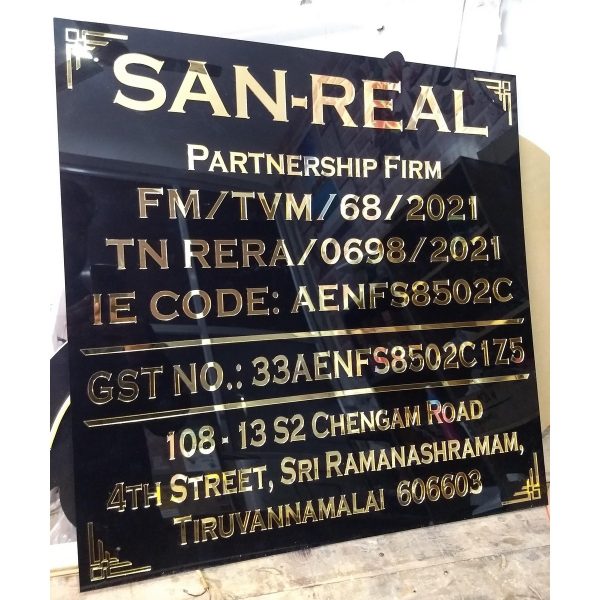 SAN-REAL
PARTNERSHIP FIRM
FM/TVM/68/2021
TN RERA/0698/2021
IE CODE: AENFS8502C
GST NO.: 33AENFS8502C1Z5
108 - 13 S2 CHENGAM ROAD
4TH STREET, SRI RAMANASHRAMAM,
TIRUVANNAMALAI 606603